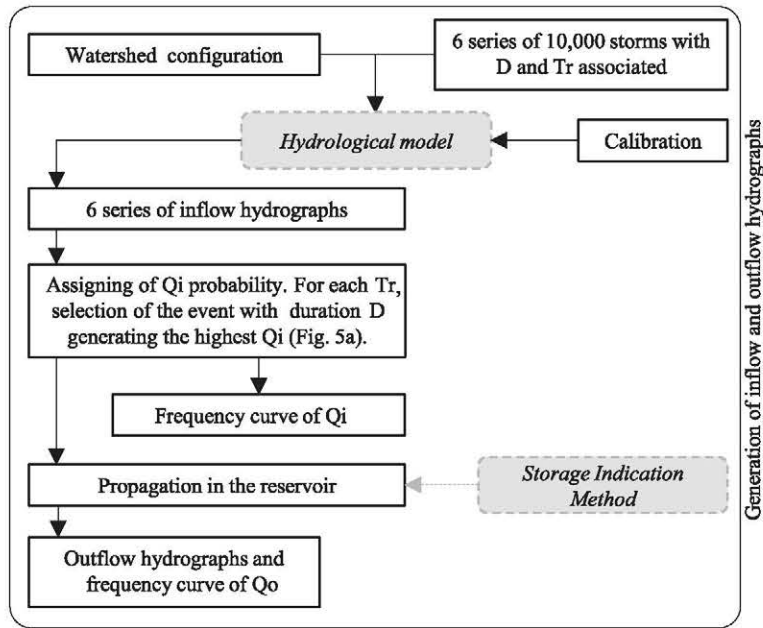 Watershed configuration
6 series of 10,000 storms with
D and Tr associated
Hydrological model
Calibration
6 series of inflow hydrographs
Assigning of Qi probability. For each Tr,
selection of the event with duration D
generating the highest Qi (Fig. 5a).
Frequency curve of Qi
Propagation in the reservoir
Storage Indication
Method
Outflow hydrographs and
frequency curve of Qo
Generation of inflow and outflow hydrographs